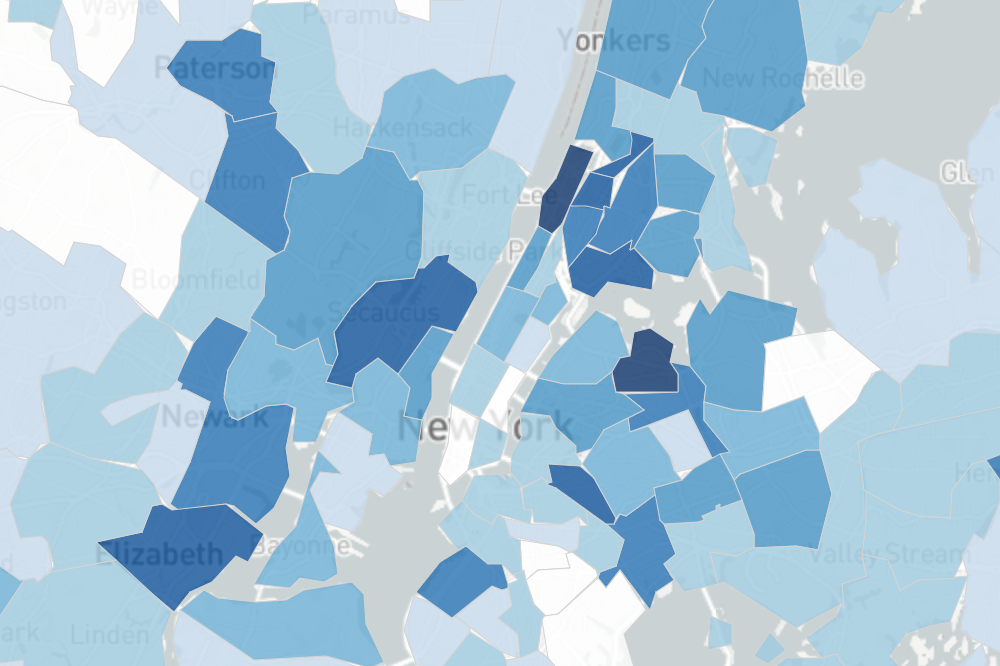 Wayne
Paramus
Yonkers
Paterson
New Rochelle
Hackensack
Glen
Clifton
Fort Lee
Cliffside Park
Bloomfield
ngston
Secaucus
Newark
New York
Hem
Elizabeth
Bayonne
Valley Stream
d
ark
Linden